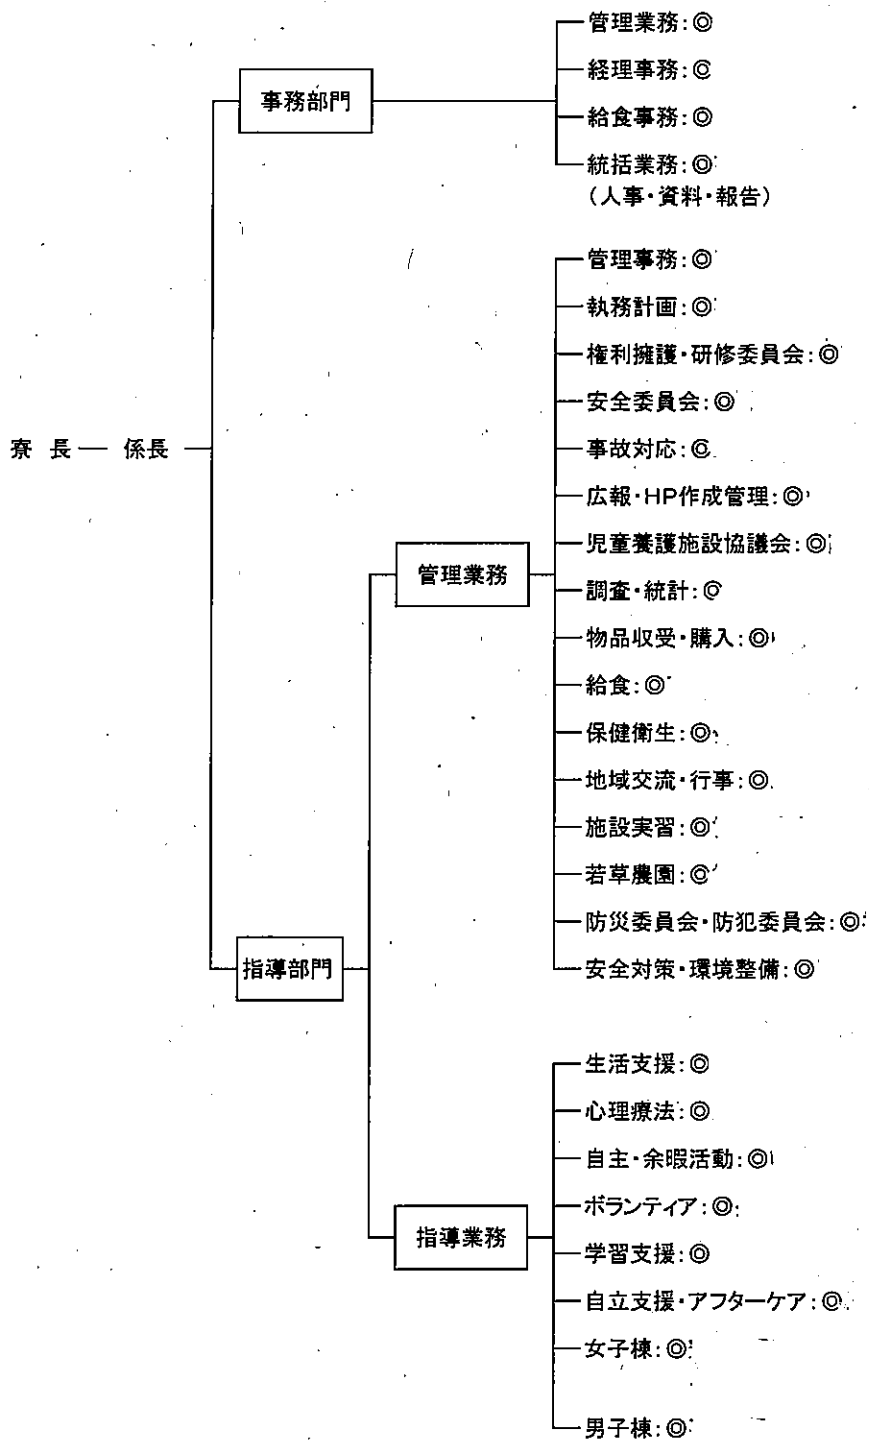 寮 長 係長
事務部門
管理業務:◎
経理事務:◎
給食事務:◎
統括業務:◎
(人事・資料・報告)
指導部門
管理業務
管理事務:◎
執務計画:◎
権利擁護・研修委員会:◎
安全委員会:◎
事故対応:◎
広報・HP作成管理:◎
児童養護施設協議会:◎
調査・統計:◎
物品収受・購入:◎
給食:◎
保健衛生:◎
地域交流・行事:◎
施設実習:◎
若草農園:◎
防災委員会・防犯委員会:◎
安全対策・環境整備:◎
指導業務
生活支援:◎
心理療法:◎
自主・余暇活動:◎
ボランティア:◎
学習支援:◎
自立支援・アフターケア:◎
女子棟:◎
男子棟:◎